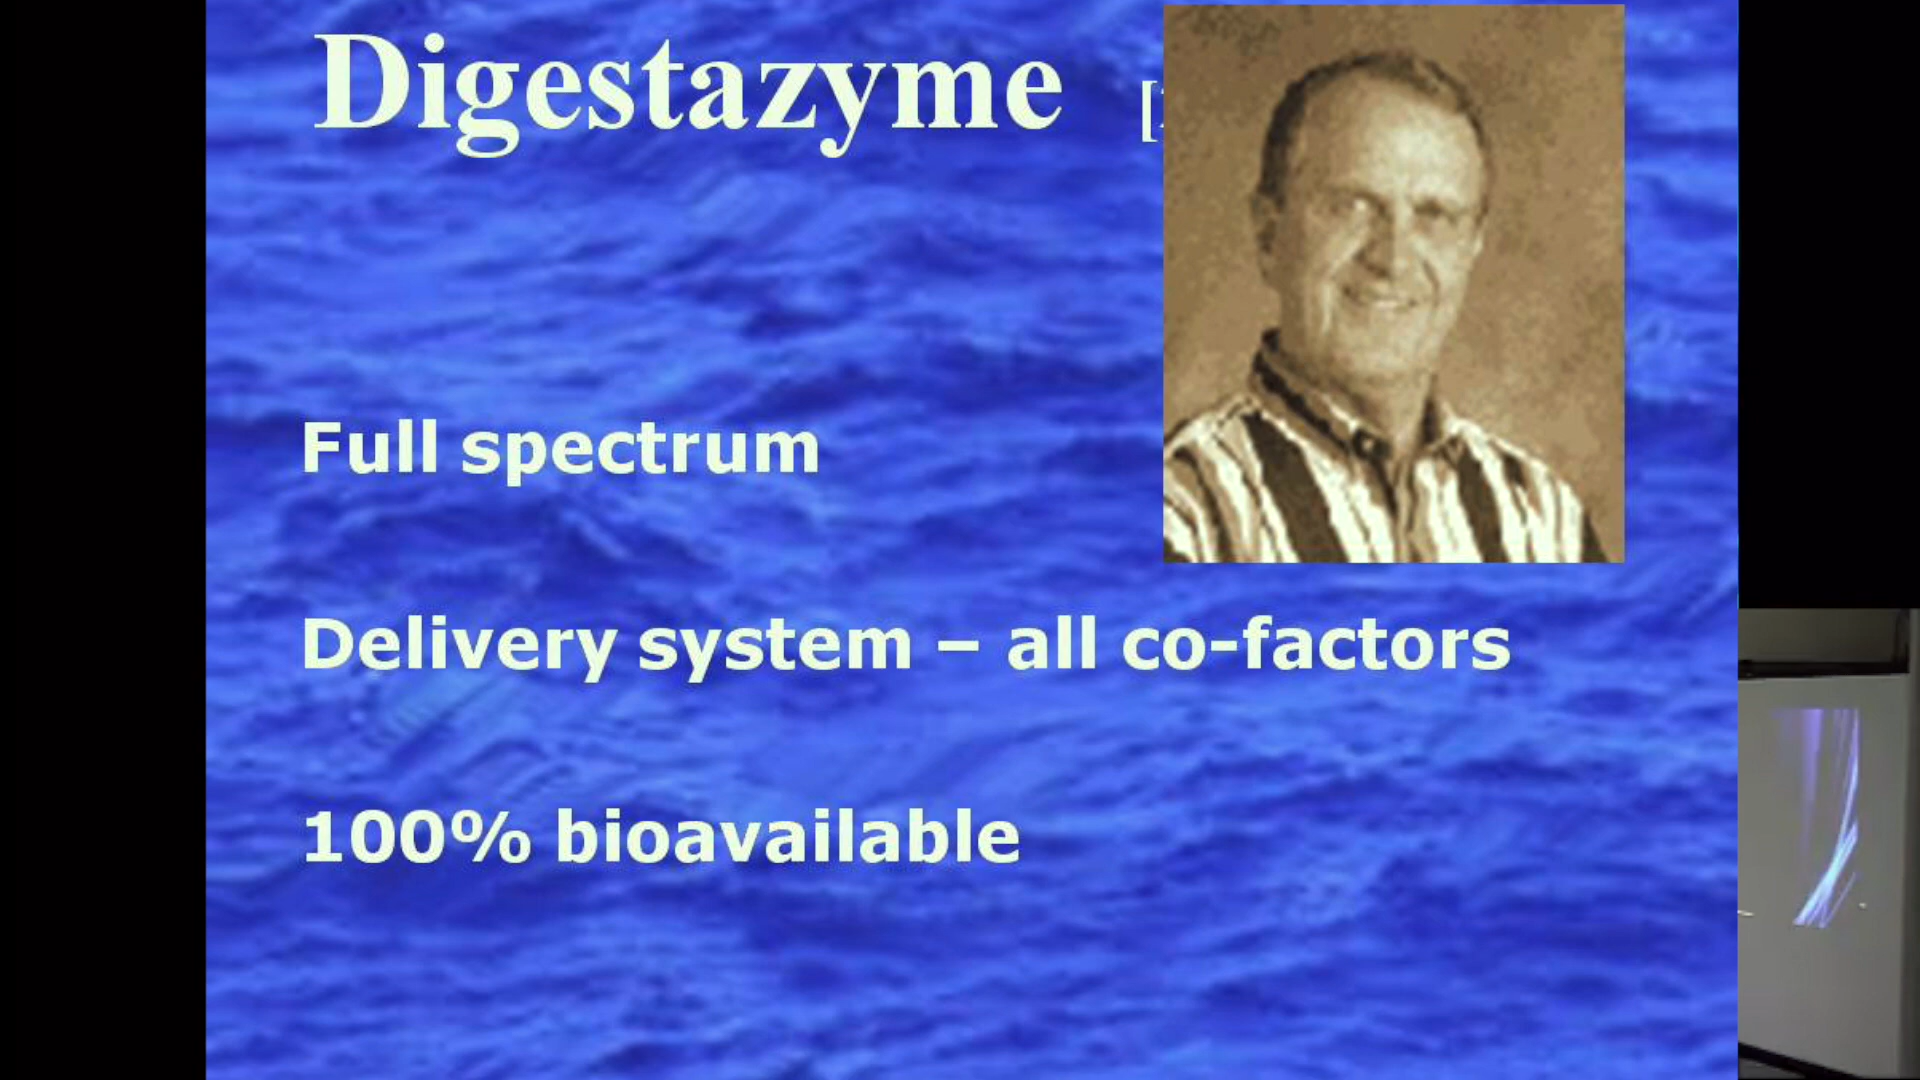 Digestazyme [
Full spectrum
Delivery system – all co-factors
100% bioavailable